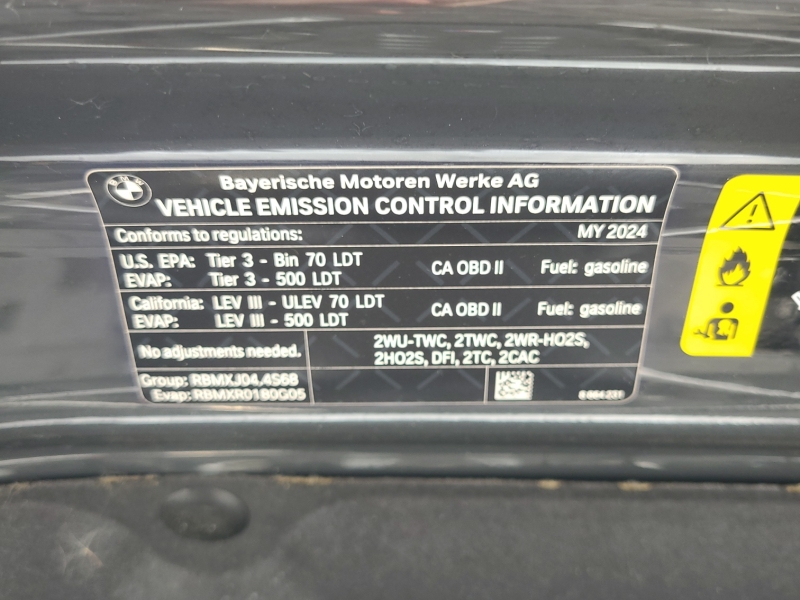 BMW
Bayerische Motoren Werke AG
VEHICLE EMISSION CONTROL INFORMATION
Conforms to regulations: MY 2024
U.S. EPA: Tier 3 - Bin 70 LDT CA OBD II Fuel: gasoline
EVAP: Tier 3 - 500 LDT
California: LEV III - ULEV 70 LDT CA OBD II Fuel: gasoline
EVAP: LEV III - 500 LDT
No adjustments needed.
2WU-TWC, 2TWC, 2WR-HO2S,
2HO2S, DFI, 2TC, 2CAC
Group: RBMXJ04.4S68
Evap: RBMXR0180G05